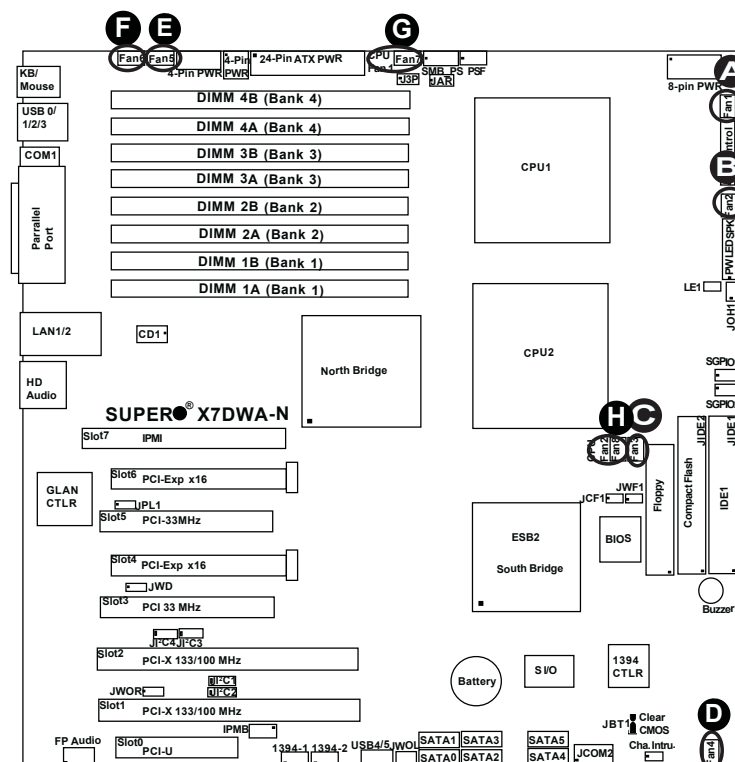 F
E
G
Fan6
Fan5
4-Pin PWR
4-Pin
PWR
24-Pin ATX PWR
CPU
Fan 1
Fan7
J3P
SMB_PS
PSF
JAR
8-pin PWR
A
Fan1
B
Fan2
PWLED
SPK
LE1
JOH1
KB/
Mouse
USB 0/
1/2/3
COM1
Parrallel
Port
LAN1/2
HD
Audio
DIMM 4B (Bank 4)
DIMM 4A (Bank 4)
DIMM 3B (Bank 3)
DIMM 3A (Bank 3)
DIMM 2B (Bank 2)
DIMM 2A (Bank 2)
DIMM 1B (Bank 1)
DIMM 1A (Bank 1)
CD1
CPU1
CPU2
North Bridge
SUPER ® X7DWA-N
Slot7 IPMI
Slot6 PCI-Exp x16
GLAN
CTLR
JPL1
Slot5 PCI-33MHz
Slot4 PCI-Exp x16
JWD
Slot3 PCI 33 MHz
JI²C4 JI²C3
Slot2 PCI-X 133/100 MHz
JI²C1
JWOR
JI²C2
Slot1 PCI-X 133/100 MHz
IPMB
FP Audio
Slot0 PCI-U
1394-1
1394-2
USB4/5
JWOL
SATA1
SATA3
SATA0
SATA2
SATA5
SATA4
JCOM2
H
C
CPU
Fan2
Fan8
Fan3
JCF1
JWF1
BIOS
Floppy
Compact Flash
JIDE2
IDE1
JIDE1
SGPIO
SGPIO
ESB2
South Bridge
Buzzer
Battery
S I/O
1394
CTLR
JBT1
Clear
CMOS
Cha. Intru.
D
Fan4